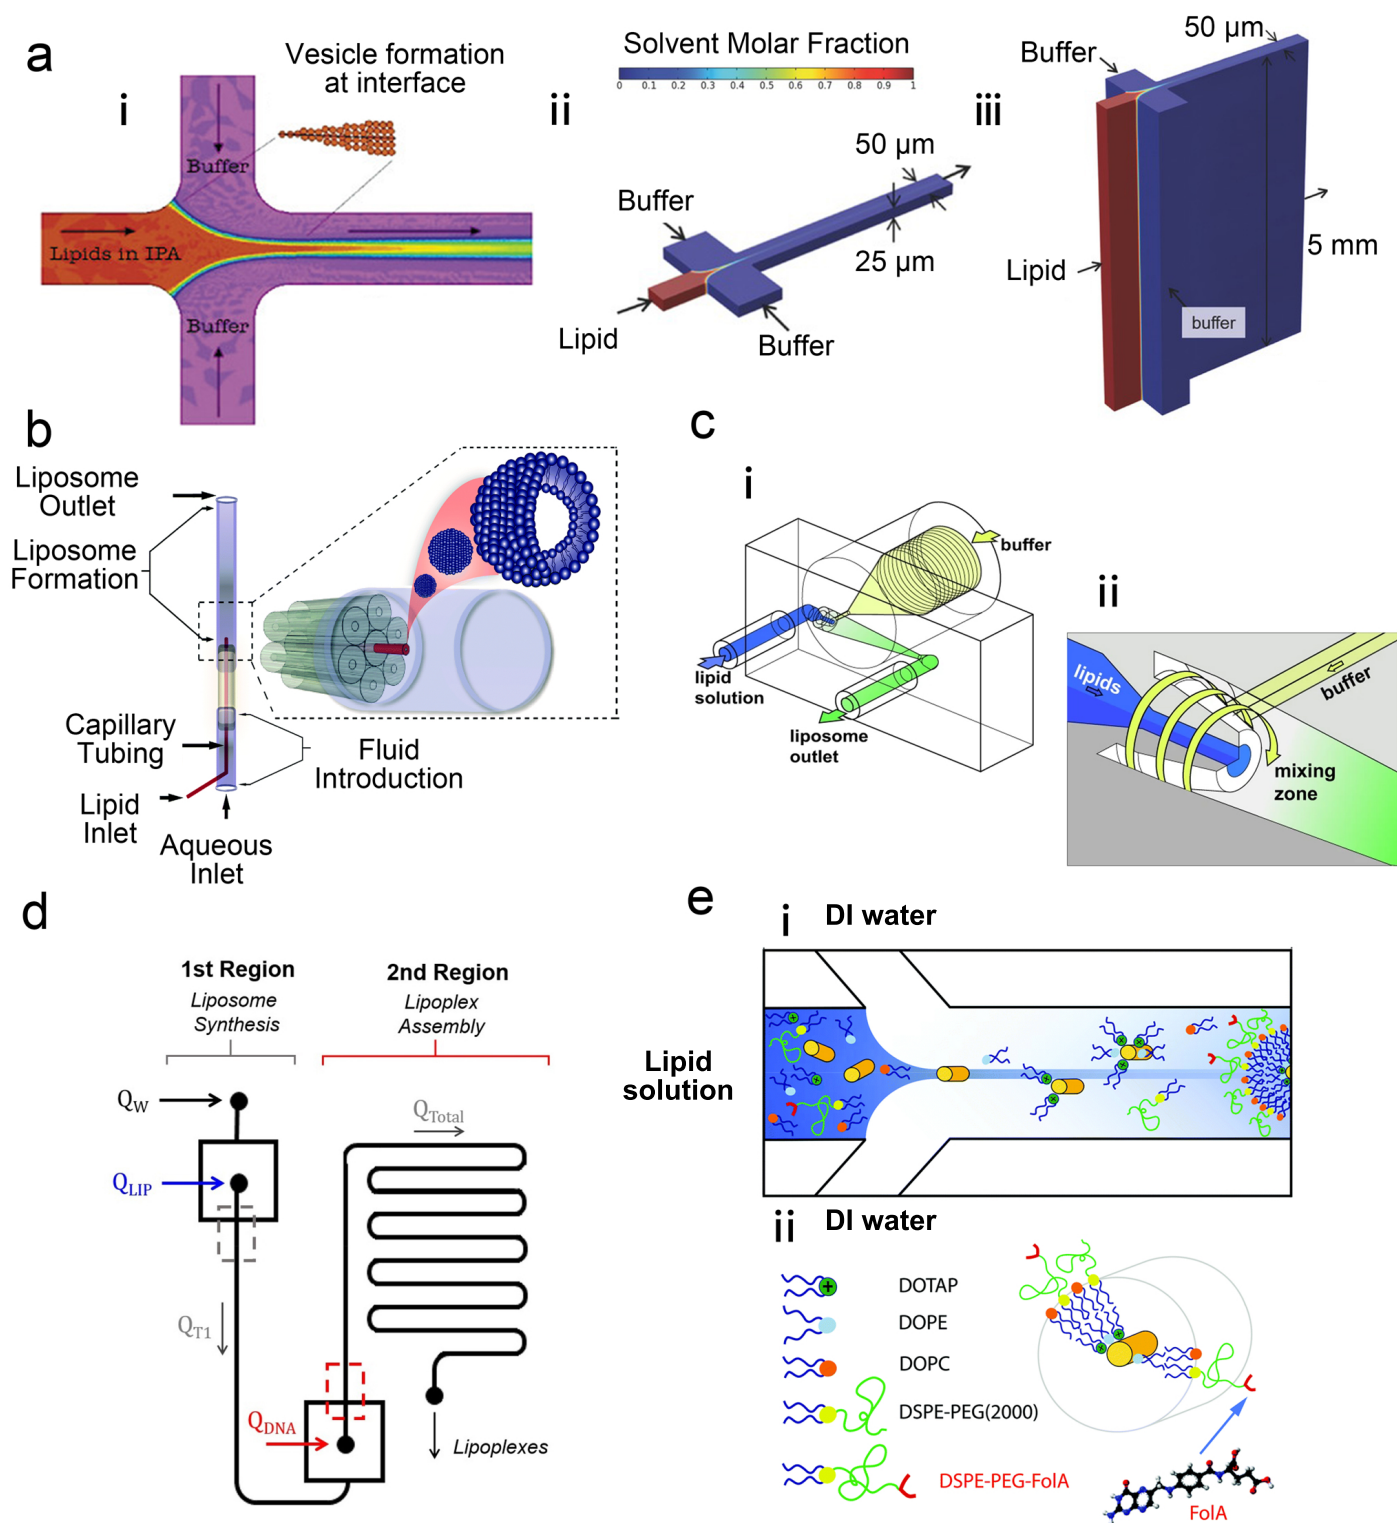 a
Vesicle formation
at interface
i
Buffer
Lipids in IPA
Buffer
ii
Solvent Molar Fraction
0 0.1 0.2 0.3 0.4 0.5 0.6 0.7 0.8 0.9 1
50 µm
Buffer
25 µm
Lipid
Buffer
iii
50 µm
Buffer
Lipid
5 mm
buffer
b
Liposome
Outlet
Liposome
Formation
Capillary
Tubing
Fluid
Introduction
Lipid
Inlet
Aqueous
Inlet
c
i
buffer
lipid
solution
liposome
outlet
ii
lipids
buffer
mixing
zone
d
1st Region
Liposome
Synthesis
2nd Region
Lipoplex
Assembly
QW
QTotal
QLIP
QT1
QDNA
Lipoplexes
e
i
DI water
Lipid
solution
ii
DI water
DOTAP
DOPE
DOPC
DSPE-PEG(2000)
DSPE-PEG-FolA
FolA